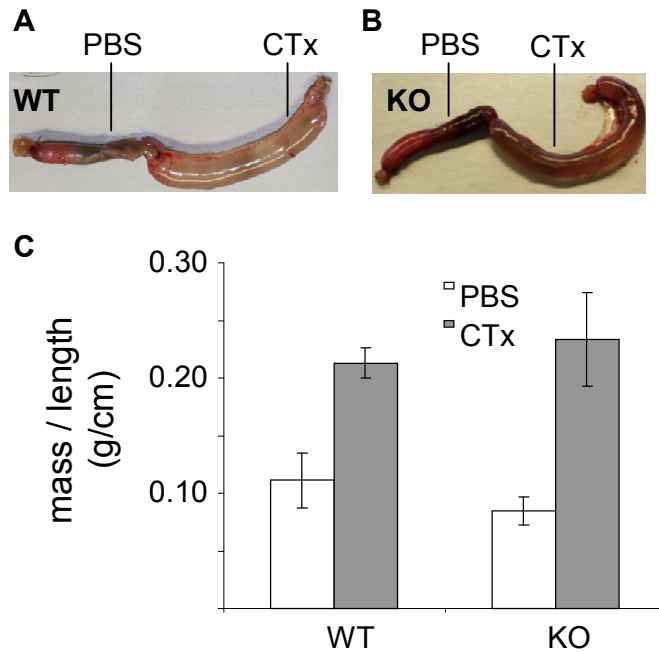 A
PBS CTx
WT
B
PBS CTx
KO
C
mass / length
(g/cm)
0.30
0.20
0.10
PBS
CTx
WT KO